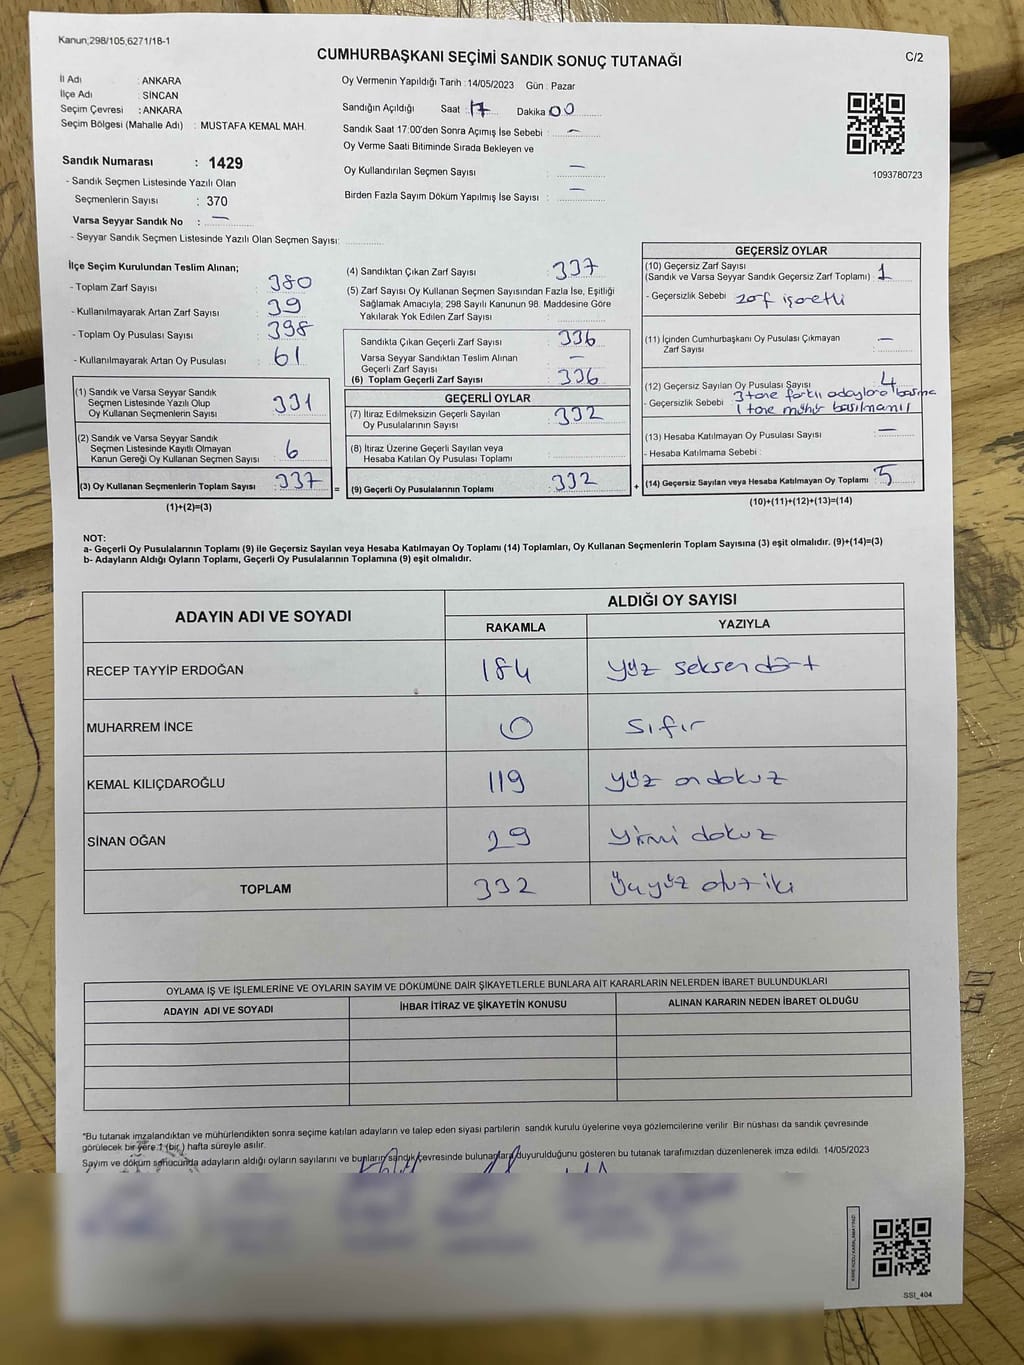 Kanun;298/105,6271/18-1
CUMHURBAŞKANI SEÇİMİ SANDIK SONUÇ TUTANAĞI
C/2
İl Adı : ANKARA
İlçe Adı : SİNCAN
Seçim Çevresi : ANKARA
Seçim Bölgesi (Mahalle Adı) : MUSTAFA KEMAL MAH.
Sandık Numarası : 1429
- Sandık Seçmen Listesinde Yazılı Olan
Seçmenlerin Sayısı : 370
Varsa Seyyar Sandık No : —
- Seyyar Sandık Seçmen Listesinde Yazılı Olan Seçmen Sayısı:
Oy Vermenin Yapıldığı Tarih : 14/05/2023 Gün : Pazar
Sandığın Açıldığı Saat : 17 Dakika 00
Sandık Saat 17:00'den Sonra Açımış İse Sebebi : —
Oy Verme Saati Bitiminde Sırada Bekleyen ve
Oy Kullandırılan Seçmen Sayısı : —
Birden Fazla Sayım Döküm Yapılmış İse Sayısı : —
1093780723
İlçe Seçim Kurulundan Teslim Alınan;
- Toplam Zarf Sayısı : 380
- Kullanılmayarak Artan Zarf Sayısı : 39
- Toplam Oy Pusulası Sayısı : 398
- Kullanılmayarak Artan Oy Pusulası : 61
(1) Sandık ve Varsa Seyyar Sandık
Seçmen Listesinde Yazılı Olup
Oy Kullanan Seçmenlerin Sayısı : 331
(2) Sandık ve Varsa Seyyar Sandık
Seçmen Listesinde Kayıtlı Olmayan
Kanun Gereği Oy Kullanan Seçmen Sayısı : 6
(3) Oy Kullanan Seçmenlerin Toplam Sayısı : 337
(1)+(2)=(3)
=
(4) Sandıktan Çıkan Zarf Sayısı : 337
(5) Zarf Sayısı Oy Kullanan Seçmen Sayısından Fazla İse, Eşitliği
Sağlamak Amacıyla; 298 Sayılı Kanunun 98. Maddesine Göre
Yakılarak Yok Edilen Zarf Sayısı :
Sandıkta Çıkan Geçerli Zarf Sayısı : 336
Varsa Seyyar Sandıktan Teslim Alınan
Geçerli Zarf Sayısı : —
(6) Toplam Geçerli Zarf Sayısı : 336
GEÇERLİ OYLAR
(7) İtiraz Edilmeksizin Geçerli Sayılan
Oy Pusulalarının Sayısı : 332
(8) İtiraz Üzerine Geçerli Sayılan veya
Hesaba Katılan Oy Pusulası Toplamı :
(9) Geçerli Oy Pusulalarının Toplamı : 332
+
GEÇERSİZ OYLAR
(10) Geçersiz Zarf Sayısı
(Sandık ve Varsa Seyyar Sandık Geçersiz Zarf Toplamı) : 1
- Geçersizlik Sebebi : zarf işaretli
(11) İçinden Cumhurbaşkanı Oy Pusulası Çıkmayan
Zarf Sayısı : —
(12) Geçersiz Sayılan Oy Pusulası Sayısı : 4
- Geçersizlik Sebebi : 3 tane farklı adaylara basma
1 tane mühür basılmamış
(13) Hesaba Katılmayan Oy Pusulası Sayısı : —
- Hesaba Katılmama Sebebi :
(14) Geçersiz Sayılan veya Hesaba Katılmayan Oy Toplamı : 5
(10)+(11)+(12)+(13)=(14)
NOT:
a- Geçerli Oy Pusulalarının Toplamı (9) ile Geçersiz Sayılan veya Hesaba Katılmayan Oy Toplamı (14) Toplamları, Oy Kullanan Seçmenlerin Toplam Sayısına (3) eşit olmalıdır. (9)+(14)=(3)
b- Adayların Aldığı Oyların Toplamı, Geçerli Oy Pusulalarının Toplamına (9) eşit olmalıdır.
ADAYIN ADI VE SOYADI
ALDIĞI OY SAYISI
RAKAMLA YAZIYLA
RECEP TAYYİP ERDOĞAN 184 yüz seksen dört
MUHARREM İNCE 0 sıfır
KEMAL KILIÇDAROĞLU 119 yüz on dokuz
SİNAN OĞAN 29 yirmi dokuz
TOPLAM 332 Üçyüz otuz iki
OYLAMA İŞ VE İŞLEMLERİNE VE OYLARIN SAYIM VE DÖKÜMÜNE DAİR ŞİKAYETLERLE BUNLARA AİT KARARLARIN NELERDEN İBARET BULUNDUKLARI
ADAYIN ADI VE SOYADI
İHBAR İTİRAZ VE ŞİKAYETİN KONUSU
ALINAN KARARIN NEDEN İBARET OLDUĞU
*Bu tutanak imzalandıktan ve mühürlendikten sonra seçime katılan adayların ve talep eden siyasi partilerin sandık kurulu üyelerine veya gözlemcilerine verilir. Bir nüshası da sandık çevresinde
görülecek bir yere 1 (bir ) hafta süreyle asılır.
Sayım ve döküm sonucunda adayların aldığı oyların sayılarını ve bunların sandık çevresinde bulunanlara duyurulduğunu gösteren bu tutanak tarafımızdan düzenlenerek imza edildi. 14/05/2023
SSI_404